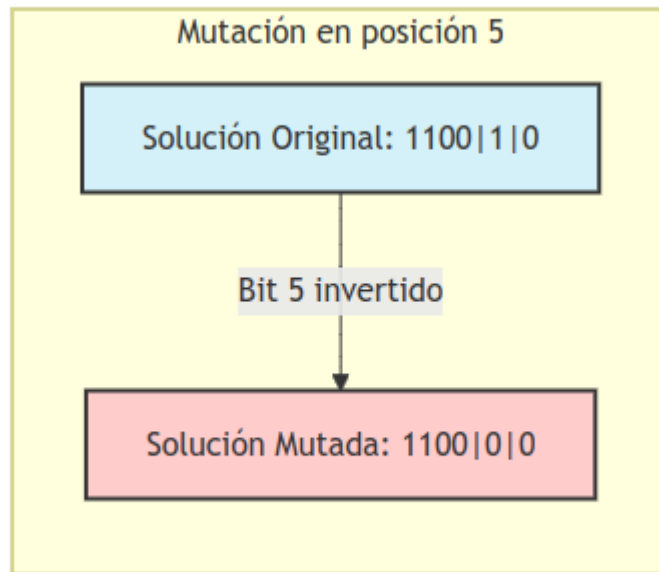 Mutación en posición 5
Solución Original: 1100|1|0
Bit 5 invertido
Solución Mutada: 1100|0|0